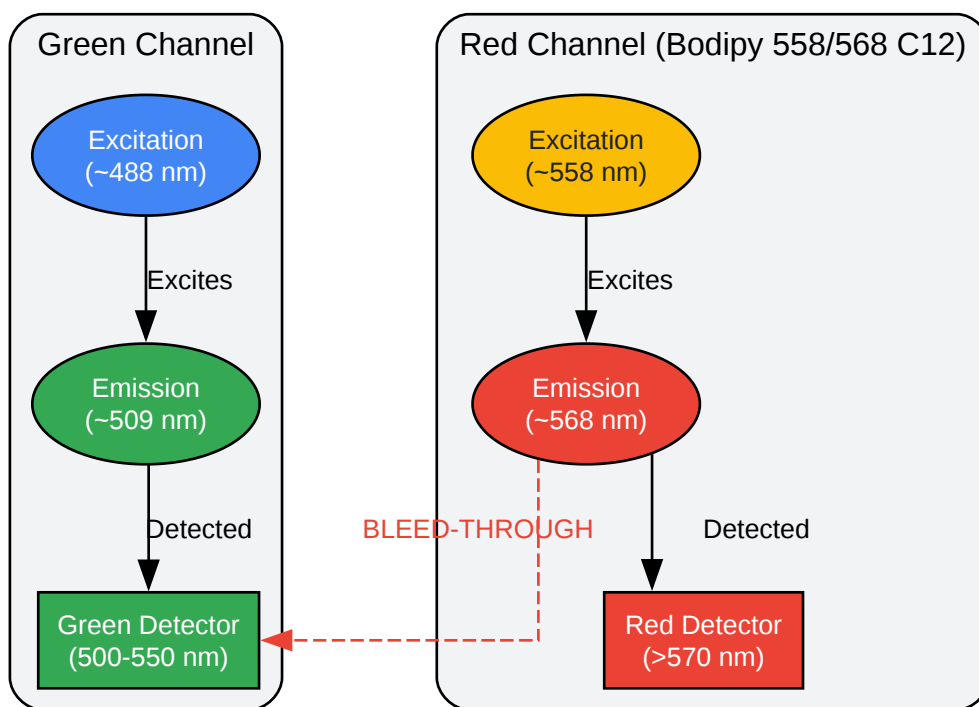 Green Channel
Excitation
(~488 nm)
Excites
Emission
(~509 nm)
Detected
Green Detector
(500-550 nm)
Red Channel (Bodipy 558/568 C12)
Excitation
(~558 nm)
Excites
Emission
(~568 nm)
BLEED-THROUGH
Detected
Red Detector
(>570 nm)